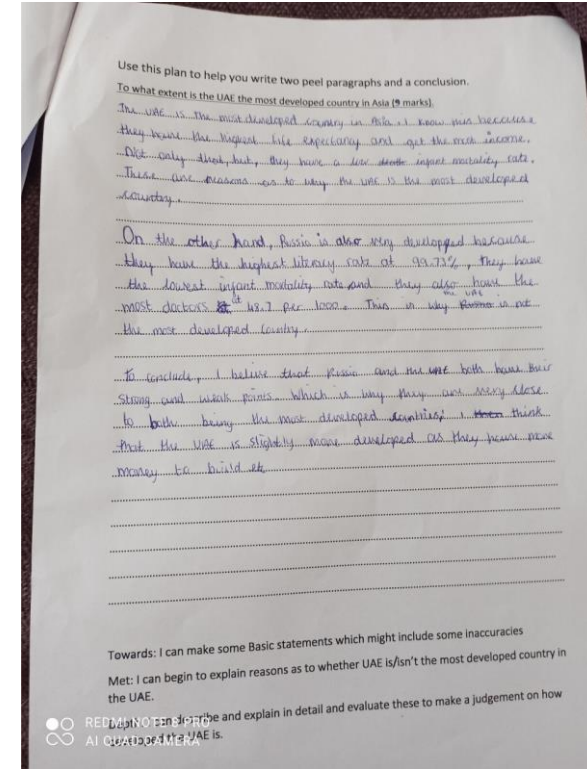 Use this plan to help you write two peel paragraphs and a conclusion.
To what extent is the UAE the most developed country in Asia (9 marks).
The UAE is the most developed country in Asia. I know this because
they have the highest life expectancy and get the most income.
Not only that, but, they have a low infant mortality rate.
These are reasons as to why the UAE is the most developed
country.
On the other hand, Russia is also very developed because
they have the highest literacy rate at 99.73%, they have
the lowest infant mortality rate and they also have the
most doctors at 48.7 per 1000. This is why the UAE is not
the most developed country.
To conclude, I believe that Russia and the UAE both have their
strong and weak points. Which is why they are very close
to both being the most developed countries; I think
that the UAE is slightly more developed as they have more
money to build etc
Towards: I can make some Basic statements which might include some inaccuracies
Met: I can begin to explain reasons as to whether UAE is/isn't the most developed country in
the UAE.
Depth: I can describe and explain in detail and evaluate these to make a judgement on how
developed the UAE is.
REDMI NOTE 8 PRO
AI QUAD CAMERA